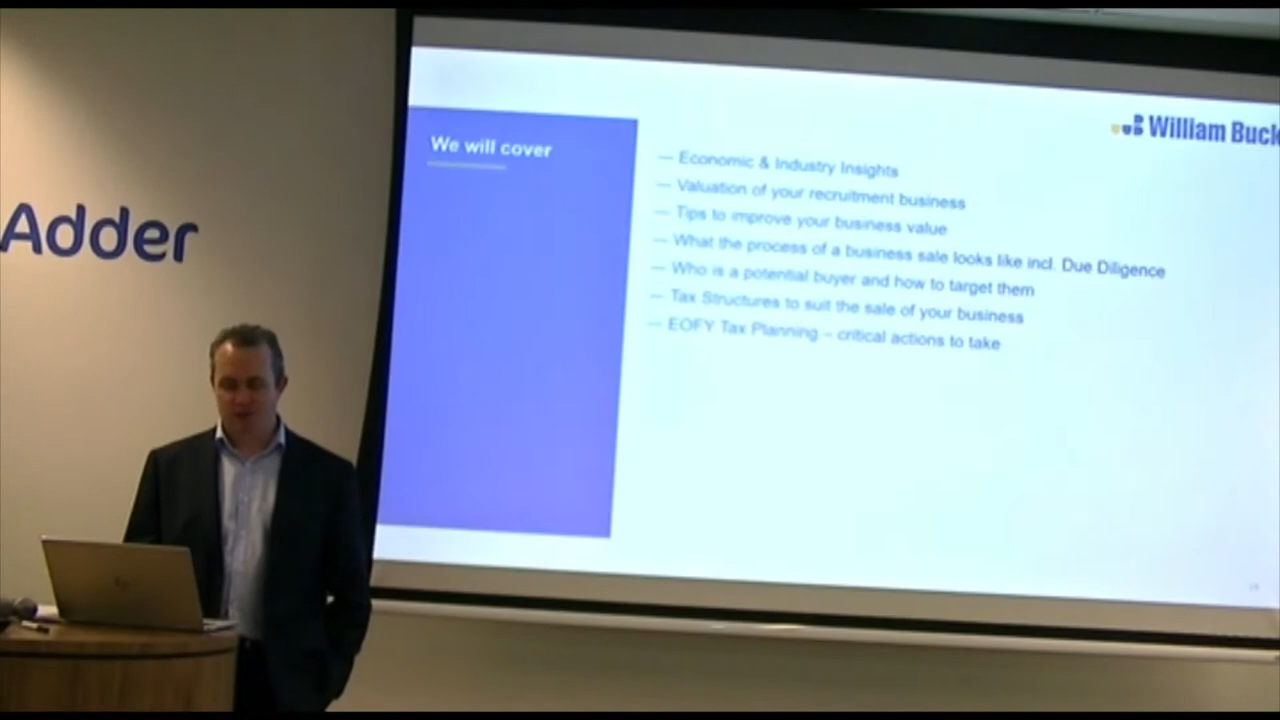 Adder
We will cover
William Buck
— Economic & Industry Insights
— Valuation of your recruitment business
— Tips to improve your business value
— What the process of a business sale looks like incl. Due Diligence
— Who is a potential buyer and how to target them
— Tax Structures to suit the sale of your business
— EOFY Tax Planning – critical actions to take